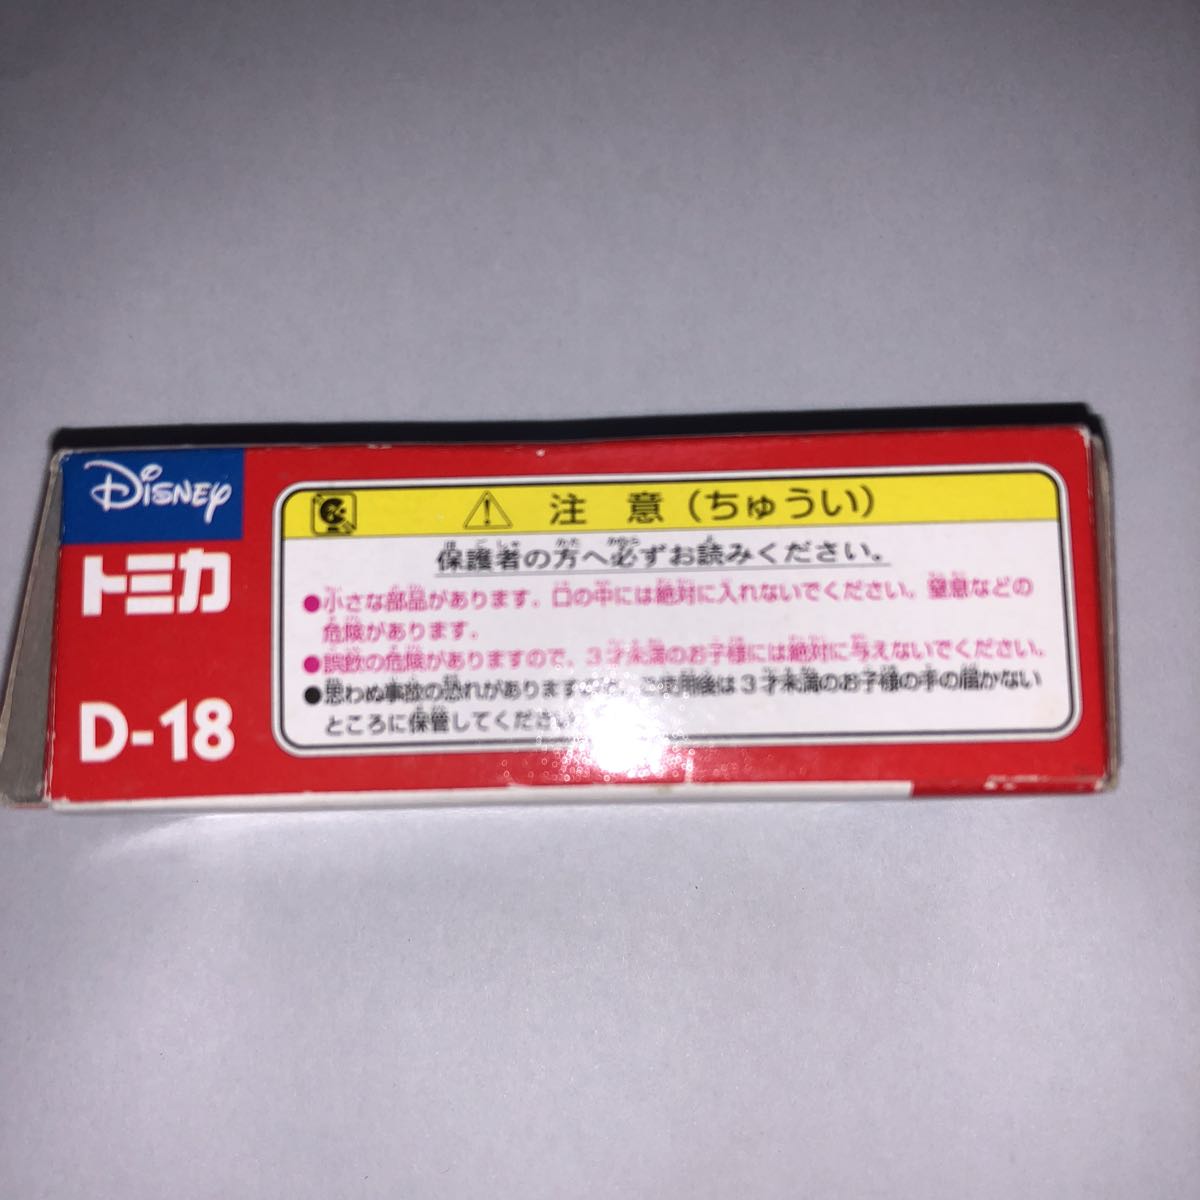 Disney
トミカ
D-18
注 意（ちゅうい）
保護者の方へ必ずお読みください。
●小さな部品があります。口の中には絶対に入れないでください。窒息などの
危険があります。
●誤飲の危険がありますので、3才未満のお子様には絶対に与えないでください。
●思わぬ事故の恐れがあります 使用後は3才未満のお子様の手の届かない
ところに保管してください